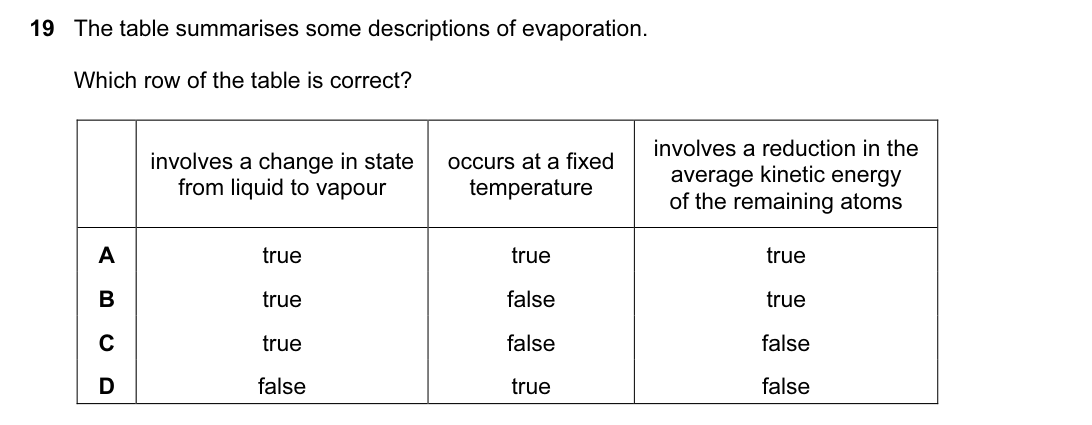 19 The table summarises some descriptions of evaporation.
Which row of the table is correct?
involves a change in state from liquid to vapour | occurs at a fixed temperature | involves a reduction in the average kinetic energy of the remaining atoms
A true true true
B true false true
C true false false
D false true false